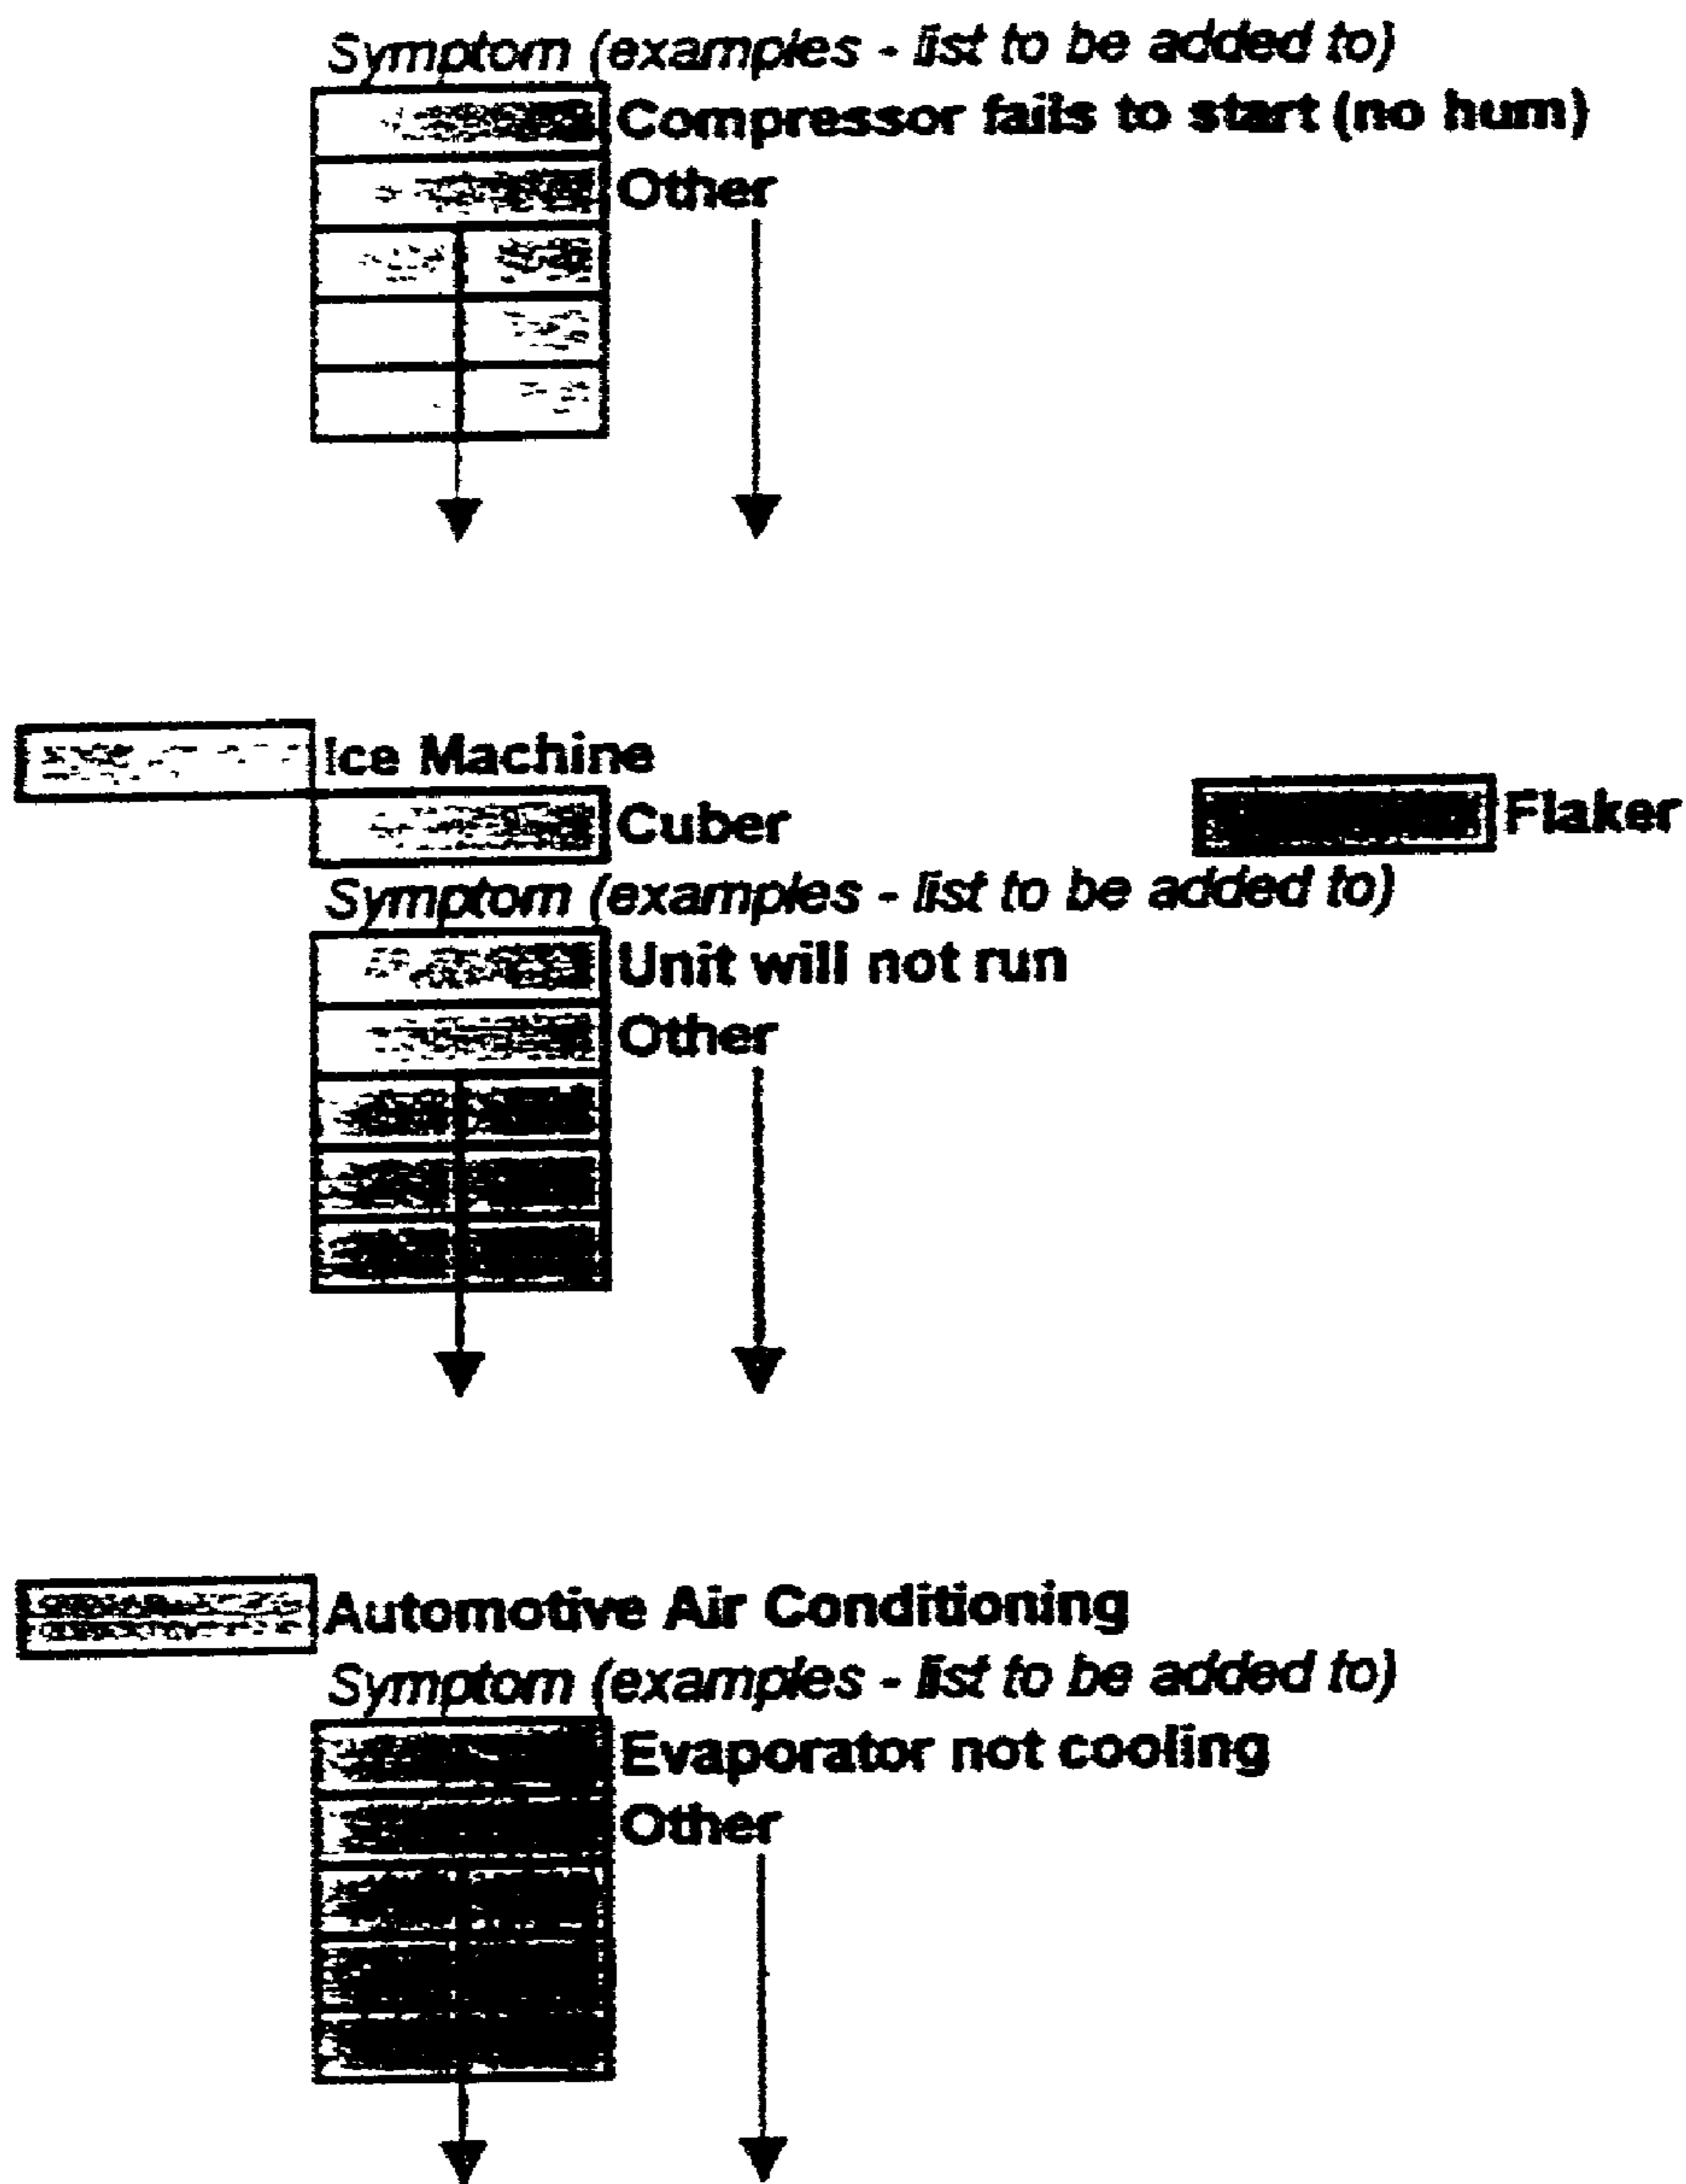 Symptom (examples - list to be added to)
Compressor fails to start (no hum)
Other
Ice Machine
Cuber
Flaker
Symptom (examples - list to be added to)
Unit will not run
Other
Automotive Air Conditioning
Symptom (examples - list to be added to)
Evaporator not cooling
Other